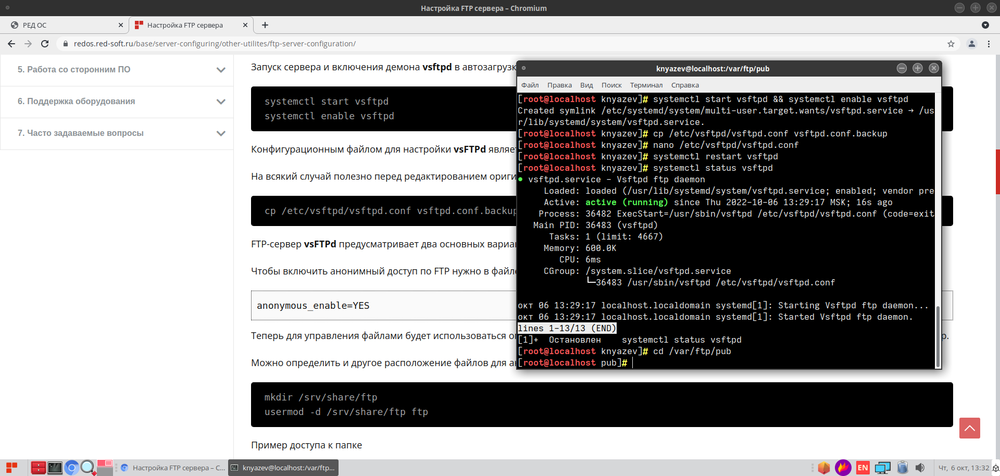 Настройка FTP сервера – Chromium
РЕД ОС
Настройка FTP сервера
redos.red-soft.ru/base/server-configuring/other-utilites/ftp-server-configuration/
5. Работа со сторонним ПО
6. Поддержка оборудования
7. Часто задаваемые вопросы
Запуск сервера и включения демона vsftpd в автозагрузк
systemctl start vsftpd
systemctl enable vsftpd
Конфигурационным файлом для настройки vsFTPd являет
На всякий случай полезно перед редактированием ориги
cp /etc/vsftpd/vsftpd.conf vsftpd.conf.backup
FTP-сервер vsFTPd предусматривает два основных вариан
Чтобы включить анонимный доступ по FTP нужно в файле
anonymous_enable=YES
Теперь для управления файлами будет использоваться оп
р.
Можно определить и другое расположение файлов для ан
mkdir /srv/share/ftp
usermod -d /srv/share/ftp ftp
Пример доступа к папке
knyazev@localhost:/var/ftp/pub
Файл Правка Вид Поиск Терминал Справка
[root@localhost knyazev]# systemctl start vsftpd && systemctl enable vsftpd
Created symlink /etc/systemd/system/multi-user.target.wants/vsftpd.service → /us
r/lib/systemd/system/vsftpd.service.
[root@localhost knyazev]# cp /etc/vsftpd/vsftpd.conf vsftpd.conf.backup
[root@localhost knyazev]# nano /etc/vsftpd/vsftpd.conf
[root@localhost knyazev]# systemctl restart vsftpd
[root@localhost knyazev]# systemctl status vsftpd
● vsftpd.service - Vsftpd ftp daemon
Loaded: loaded (/usr/lib/systemd/system/vsftpd.service; enabled; vendor pre
Active: active (running) since Thu 2022-10-06 13:29:17 MSK; 16s ago
Process: 36482 ExecStart=/usr/sbin/vsftpd /etc/vsftpd/vsftpd.conf (code=exit
Main PID: 36483 (vsftpd)
Tasks: 1 (limit: 4667)
Memory: 600.0K
CPU: 6ms
CGroup: /system.slice/vsftpd.service
└─36483 /usr/sbin/vsftpd /etc/vsftpd/vsftpd.conf
окт 06 13:29:17 localhost.localdomain systemd[1]: Starting Vsftpd ftp daemon...
окт 06 13:29:17 localhost.localdomain systemd[1]: Started Vsftpd ftp daemon.
lines 1-13/13 (END)
[1]+ Остановлен systemctl status vsftpd
[root@localhost knyazev]# cd /var/ftp/pub
[root@localhost pub]#
Настройка FTP сервера – C...
knyazev@localhost:/var/ftp...
EN
Чт, 6 окт, 13:32